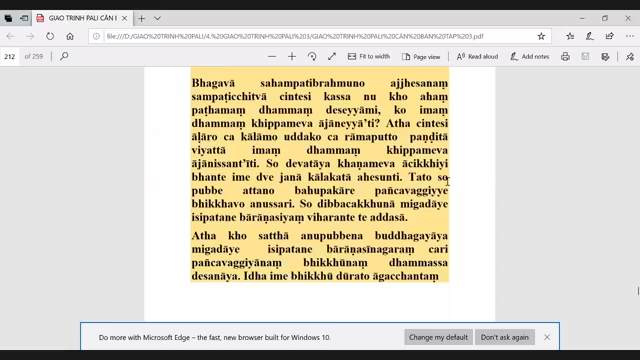 GIAO TRINH PALI CĂN I
file:///D:/GIAO%20TRINH%20PALI/4.GIAO%20TRINH%20PALI%203/GIAO%20TRINH%20PALI%20CĂN%20BAN%20TAP%203.pdf
212 of 259 Fit to width Page view Read aloud Add notes
Bhagavā sahampatibrahmuno ajjhesanaṃ
sampaṭicchitvā cintesi kassa nu kho ahaṃ
paṭhamaṃ dhammaṃ deseyyāmi, ko imaṃ
dhammaṃ khippameva ājāneyyā'ti? Atha cintesi
āḷāro ca kālāmo uddako ca rāmaputto paṇḍitā
viyattā imaṃ dhammaṃ khippameva
ājānissant'īti. So devatāya khaṇameva ācikkhiyi
bhante ime dve janā kālakatā ahesunti. Tato so
pubbe attano bahupakāre pañcavaggiyye
bhikkhavo anussari. So dibbacakkhunā migadāye
isipatane bārāṇasiyaṃ viharante te addasā.
Atha kho satthā anupubbena buddhagayāya
migadāye isipatane bārāṇasīnagaraṃ cari
pañcavaggiyānaṃ bhikkhūnaṃ dhammassa
desanāya. Idha ime bhikkhū dūrato āgacchantaṃ
Do more with Microsoft Edge – the fast, new browser built for Windows 10. Change my default Don't ask again